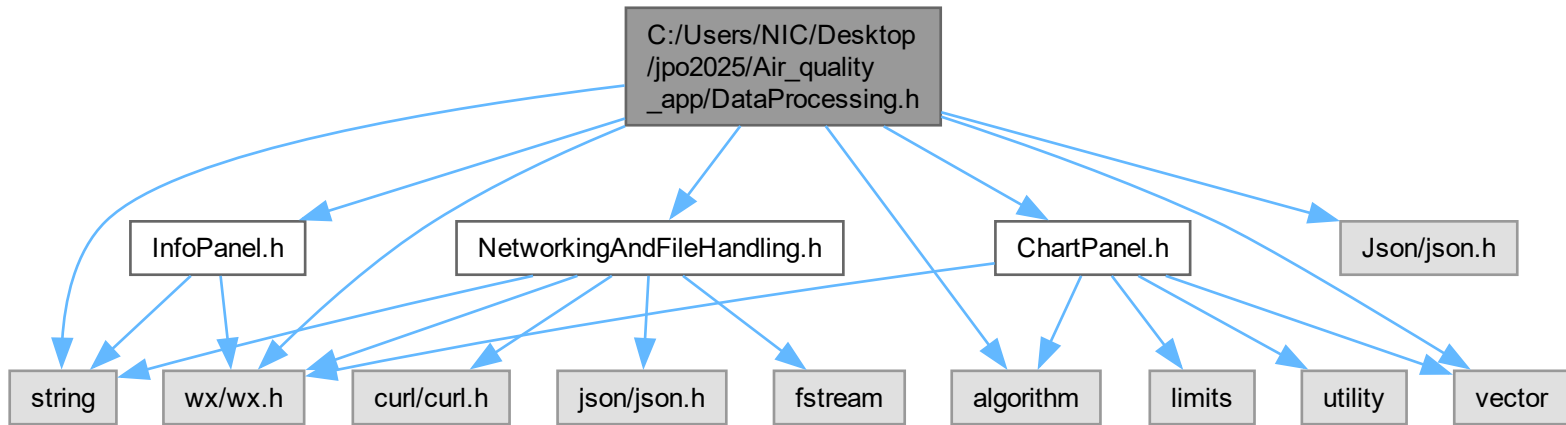 C:/Users/NIC/Desktop
/jpo2025/Air_quality
_app/DataProcessing.h
InfoPanel.h
NetworkingAndFileHandling.h
ChartPanel.h
Json/json.h
string
wx/wx.h
curl/curl.h
json/json.h
fstream
algorithm
limits
utility
vector